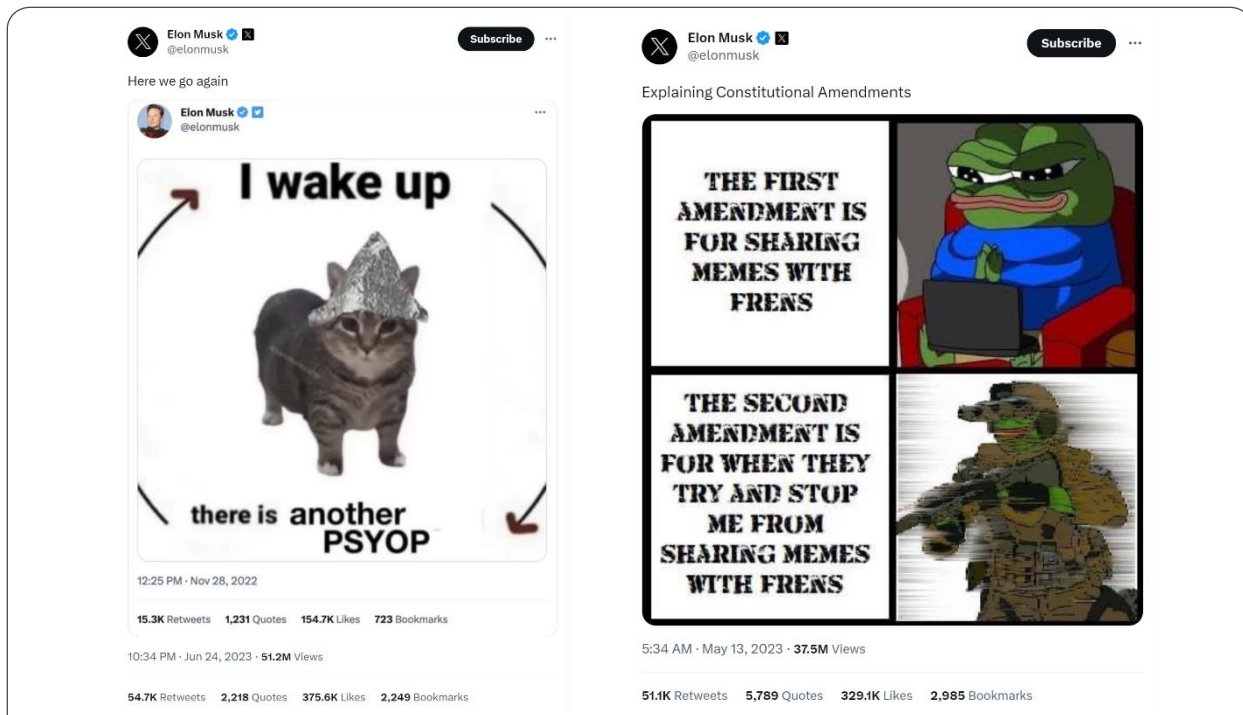 Elon Musk
@elonmusk
Subscribe
Here we go again
Elon Musk
@elonmusk
I wake up
there is another
PSYOP
12:25 PM · Nov 28, 2022
15.3K Retweets 1,231 Quotes 154.7K Likes 723 Bookmarks
10:34 PM · Jun 24, 2023 · 51.2M Views
54.7K Retweets 2,218 Quotes 375.6K Likes 2,249 Bookmarks
Elon Musk
@elonmusk
Subscribe
Explaining Constitutional Amendments
THE FIRST
AMENDMENT IS
FOR SHARING
MEMES WITH
FRENS
THE SECOND
AMENDMENT IS
FOR WHEN THEY
TRY AND STOP
ME FROM
SHARING MEMES
WITH FRENS
5:34 AM · May 13, 2023 · 37.5M Views
51.1K Retweets 5,789 Quotes 329.1K Likes 2,985 Bookmarks